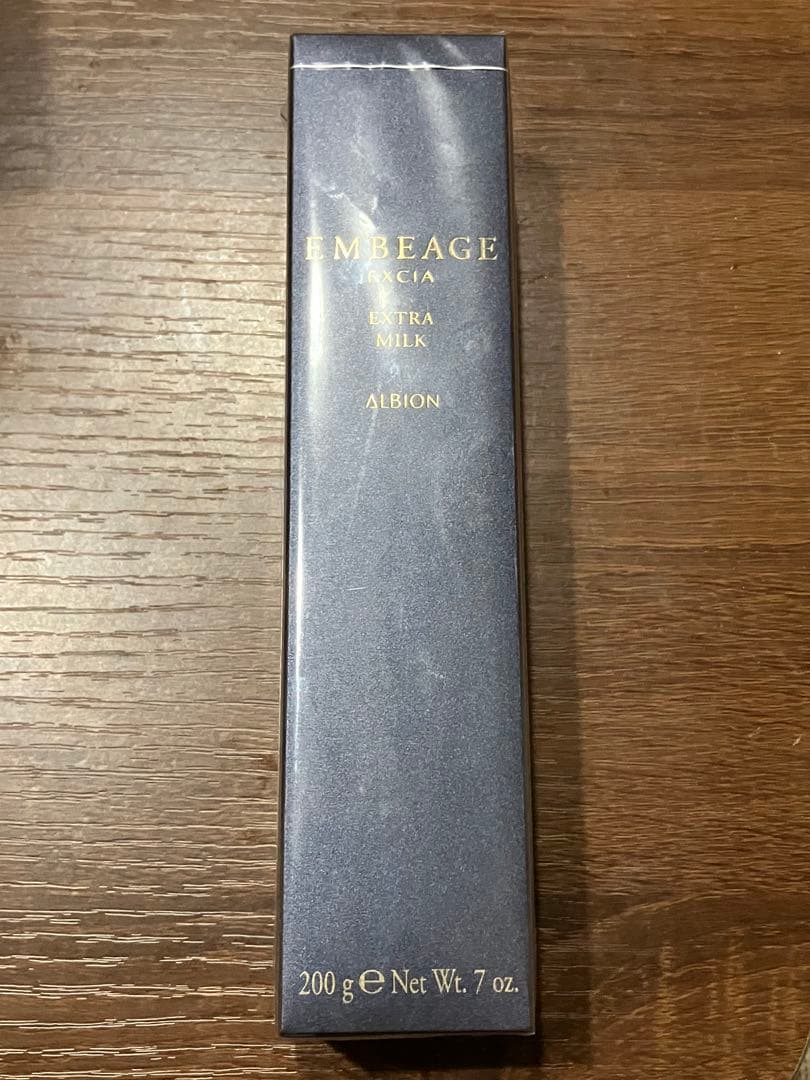 EMBEAGE
EXCIA
EXTRA
MILK
ALBION
200 g ℮ Net Wt. 7 oz.